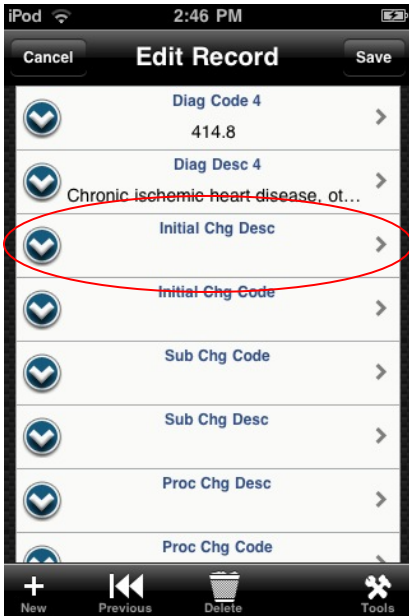 iPod 2:46 PM
Cancel Edit Record Save
Diag Code 4
414.8
Diag Desc 4
Chronic ischemic heart disease, ot...
Initial Chg Desc
Initial Chg Code
Sub Chg Code
Sub Chg Desc
Proc Chg Desc
Proc Chg Code
New Previous Delete Tools